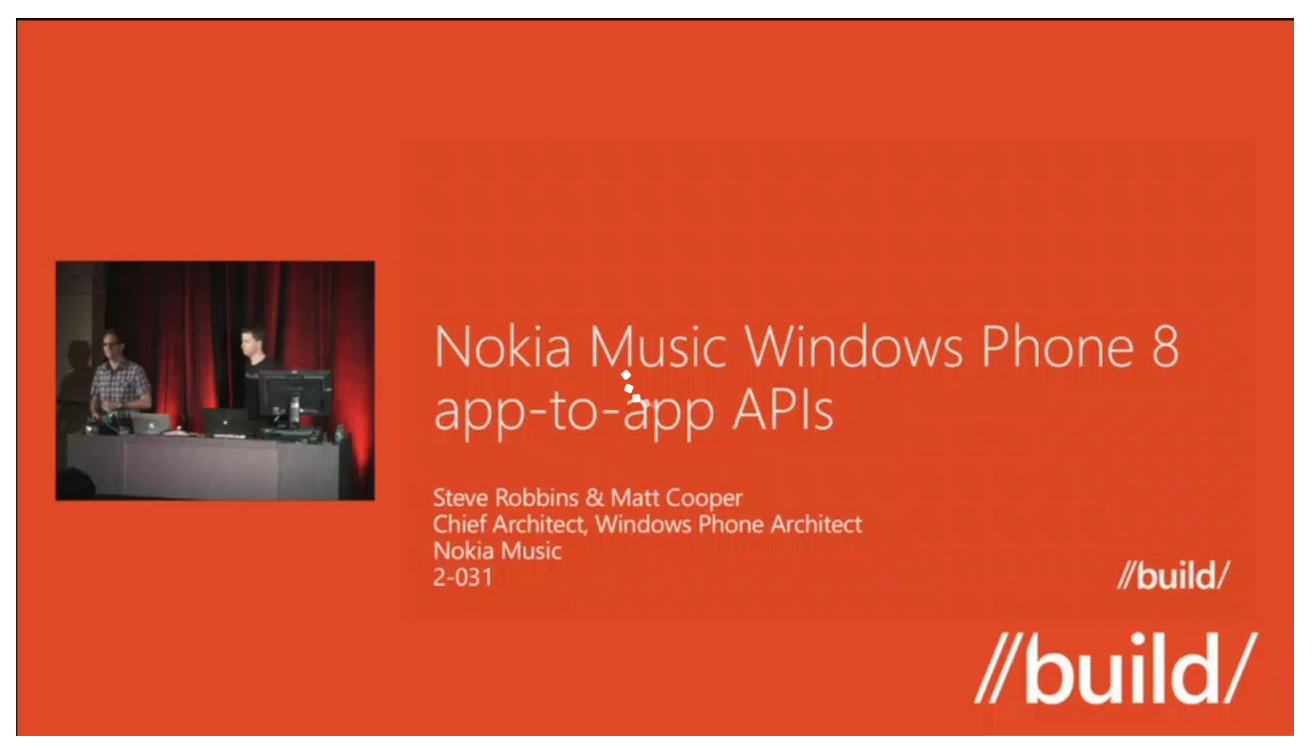 Nokia Music Windows Phone 8
app-to-app APIs
Steve Robbins & Matt Cooper
Chief Architect, Windows Phone Architect
Nokia Music
2-031
//build/
//build/